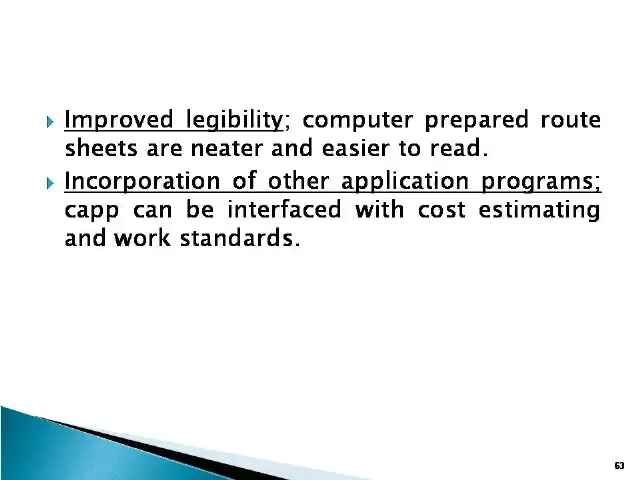 Improved legibility; computer prepared route
sheets are neater and easier to read.
Incorporation of other application programs;
capp can be interfaced with cost estimating
and work standards.
63